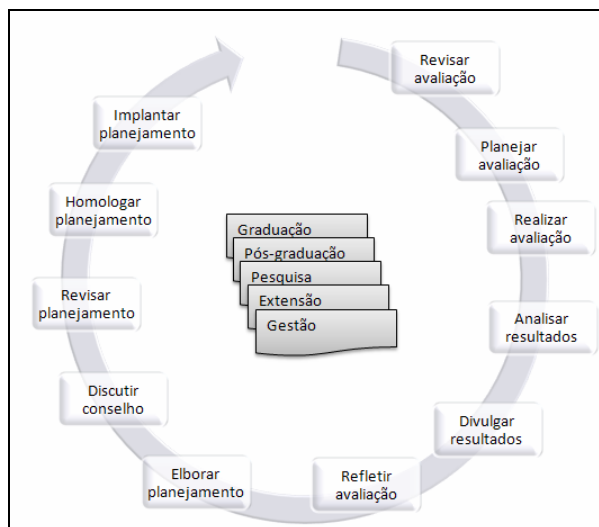 Revisar
avaliação
Planejar
avaliação
Realizar
avaliação
Analisar
resultados
Divulgar
resultados
Refletir
avaliação
Elborar
planejamento
Discutir
conselho
Revisar
planejamento
Homologar
planejamento
Implantar
planejamento
Graduação
Pós-graduação
Pesquisa
Extensão
Gestão